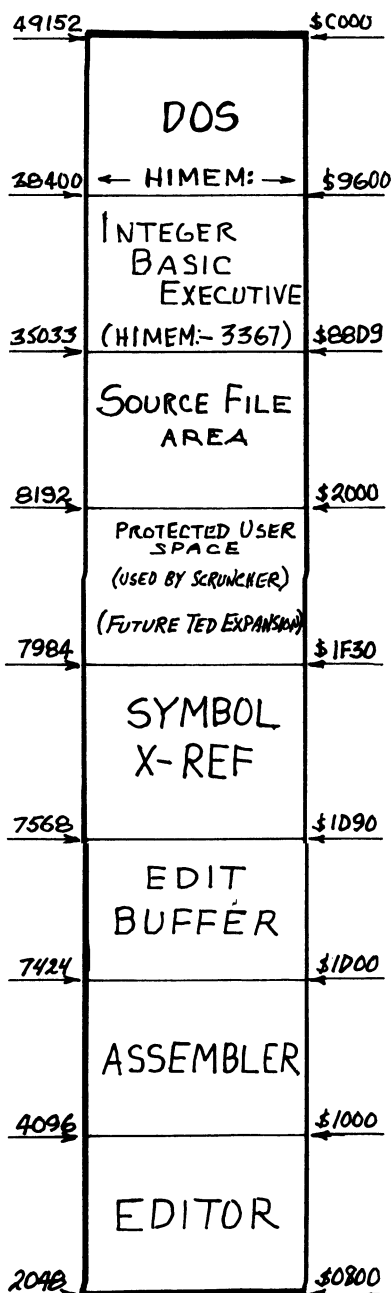 49152 $C000
DOS
38400 ← HIMEM: → $9600
INTEGER
BASIC
EXECUTIVE
35033 (HIMEM:- 3367) $88D9
SOURCE FILE
AREA
8192 $2000
PROTECTED USER
SPACE
(USED BY SCRUNCHER)
(FUTURE TED EXPANSION)
7984 $1F30
SYMBOL
X-REF
7568 $1D90
EDIT
BUFFER
7424 $1D00
ASSEMBLER
4096 $1000
EDITOR
2048 $0800